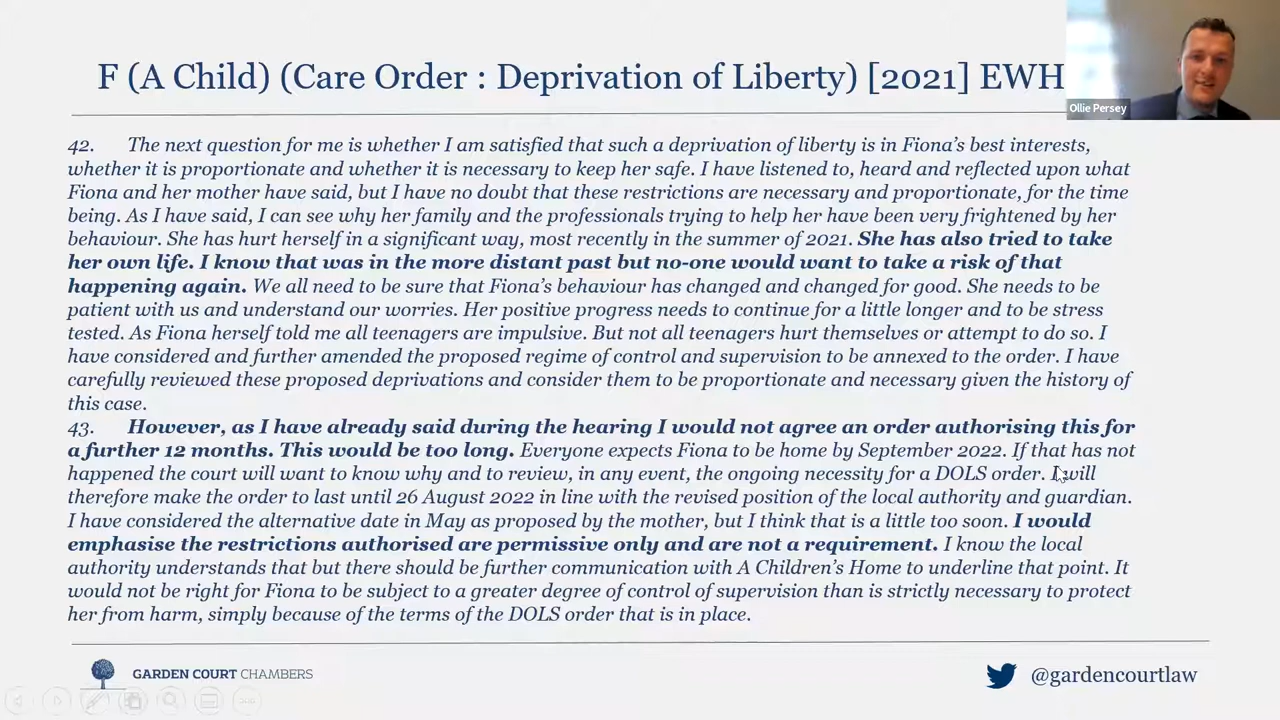 F (A Child) (Care Order : Deprivation of Liberty) [2021] EWH
Ollie Persey
42. The next question for me is whether I am satisfied that such a deprivation of liberty is in Fiona's best interests,
whether it is proportionate and whether it is necessary to keep her safe. I have listened to, heard and reflected upon what
Fiona and her mother have said, but I have no doubt that these restrictions are necessary and proportionate, for the time
being. As I have said, I can see why her family and the professionals trying to help her have been very frightened by her
behaviour. She has hurt herself in a significant way, most recently in the summer of 2021. She has also tried to take
her own life. I know that was in the more distant past but no-one would want to take a risk of that
happening again. We all need to be sure that Fiona's behaviour has changed and changed for good. She needs to be
patient with us and understand our worries. Her positive progress needs to continue for a little longer and to be stress
tested. As Fiona herself told me all teenagers are impulsive. But not all teenagers hurt themselves or attempt to do so. I
have considered and further amended the proposed regime of control and supervision to be annexed to the order. I have
carefully reviewed these proposed deprivations and consider them to be proportionate and necessary given the history of
this case.
43. However, as I have already said during the hearing I would not agree an order authorising this for
a further 12 months. This would be too long. Everyone expects Fiona to be home by September 2022. If that has not
happened the court will want to know why and to review, in any event, the ongoing necessity for a DOLS order. I will
therefore make the order to last until 26 August 2022 in line with the revised position of the local authority and guardian.
I have considered the alternative date in May as proposed by the mother, but I think that is a little too soon. I would
emphasise the restrictions authorised are permissive only and are not a requirement. I know the local
authority understands that but there should be further communication with A Children's Home to underline that point. It
would not be right for Fiona to be subject to a greater degree of control of supervision than is strictly necessary to protect
her from harm, simply because of the terms of the DOLS order that is in place.
GARDEN COURT CHAMBERS
@gardencourtlaw